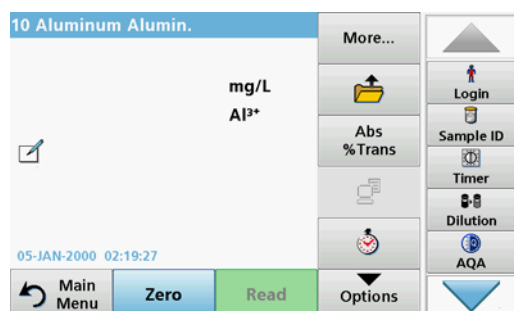 10 Aluminum Alumin.
mg/L
Al³⁺
05-JAN-2000 02:19:27
Main
Menu
Zero
Read
More...
Abs
%Trans
Options
Login
Sample ID
Timer
Dilution
AQA